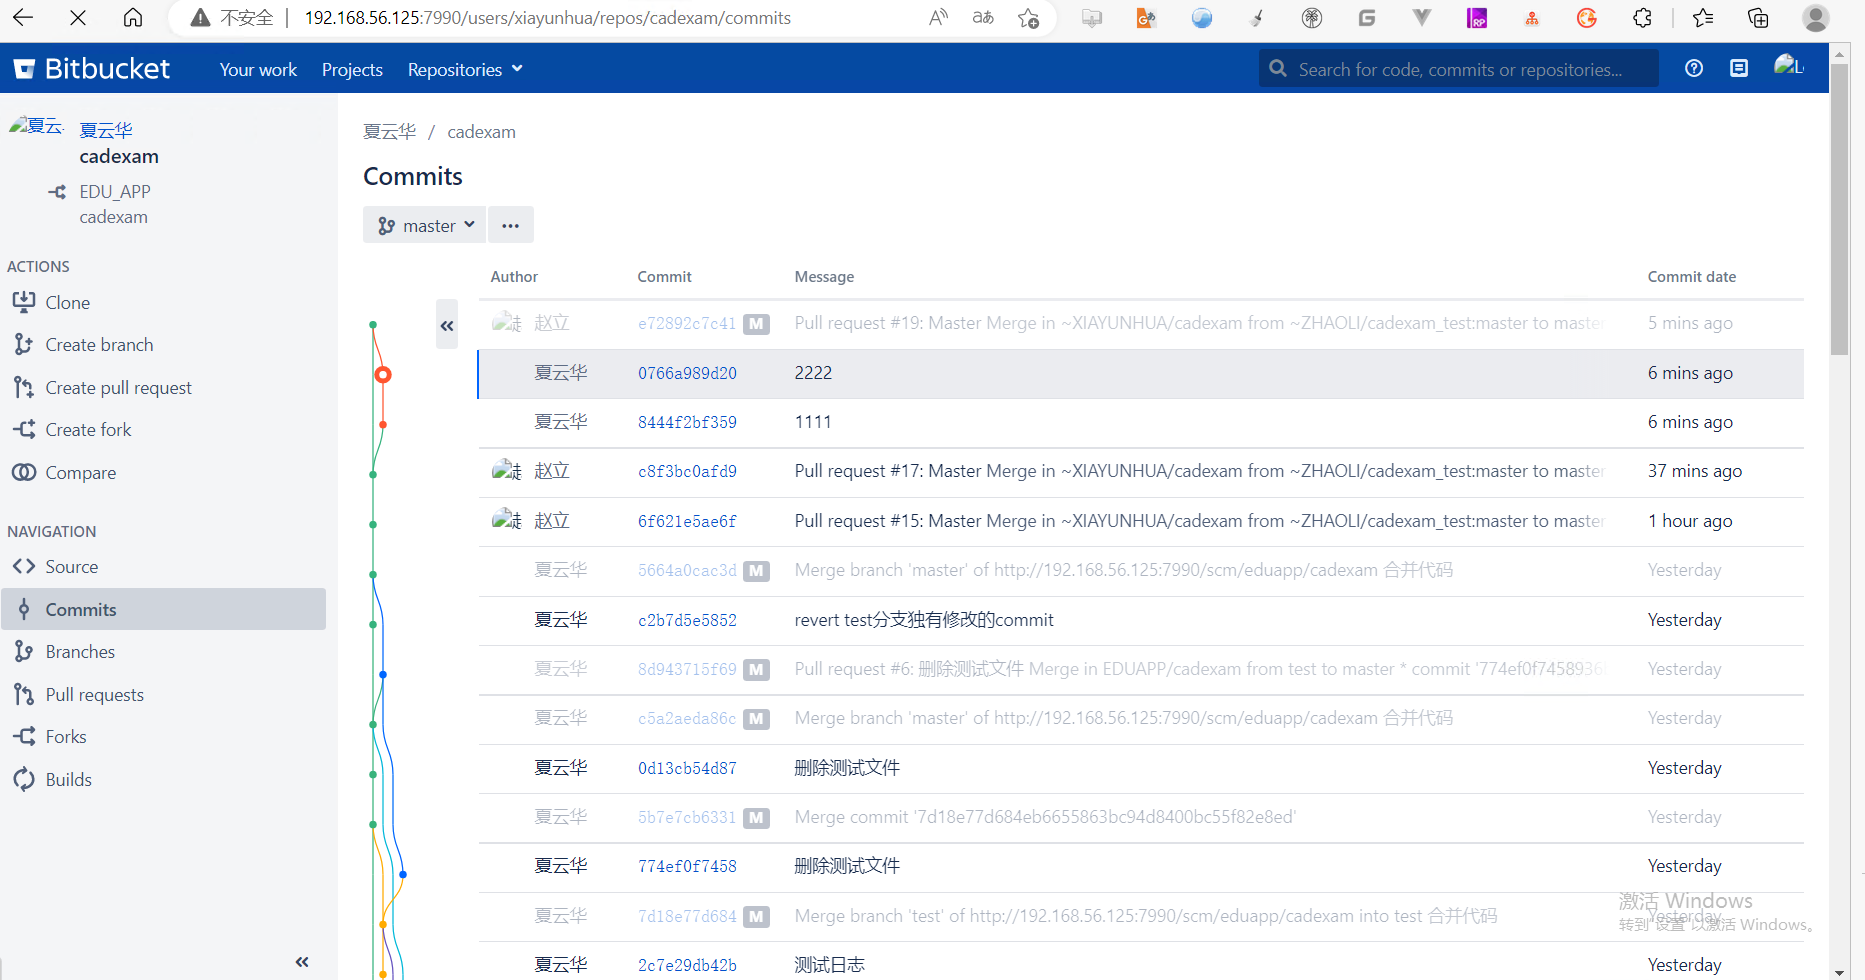 不安全 192.168.56.125:7990/users/xiayunhua/repos/cadexam/commits
Bitbucket Your work Projects Repositories Search for code, commits or repositories...
夏云华
cadexam
EDU_APP
cadexam
ACTIONS
Clone
Create branch
Create pull request
Create fork
Compare
NAVIGATION
Source
Commits
Branches
Pull requests
Forks
Builds
夏云华 / cadexam
Commits
master
Author Commit Message Commit date
赵立 e72892c7c41 M Pull request #19: Master Merge in ~XIAYUNHUA/cadexam from ~ZHAOLI/cadexam_test:master to master 5 mins ago
夏云华 0766a989d20 2222 6 mins ago
夏云华 8444f2bf359 1111 6 mins ago
赵立 c8f3bc0afd9 Pull request #17: Master Merge in ~XIAYUNHUA/cadexam from ~ZHAOLI/cadexam_test:master to master 37 mins ago
赵立 6f621e5ae6f Pull request #15: Master Merge in ~XIAYUNHUA/cadexam from ~ZHAOLI/cadexam_test:master to master 1 hour ago
夏云华 5664a0cac3d M Merge branch 'master' of http://192.168.56.125:7990/scm/eduapp/cadexam 合并代码 Yesterday
夏云华 c2b7d5e5852 revert test分支独有修改的commit Yesterday
夏云华 8d943715f69 M Pull request #6: 删除测试文件 Merge in EDUAPP/cadexam from test to master * commit '774ef0f7458936 Yesterday
夏云华 c5a2aeda86c M Merge branch 'master' of http://192.168.56.125:7990/scm/eduapp/cadexam 合并代码 Yesterday
夏云华 0d13cb54d87 删除测试文件 Yesterday
夏云华 5b7e7cb6331 M Merge commit '7d18e77d684eb6655863bc94d8400bc55f82e8ed' Yesterday
夏云华 774ef0f7458 删除测试文件 Yesterday
夏云华 7d18e77d684 M Merge branch 'test' of http://192.168.56.125:7990/scm/eduapp/cadexam into test 合并代码 Yesterday
夏云华 2c7e29db42b 测试日志 Yesterday
激活 Windows
转到"设置"以激活 Windows。